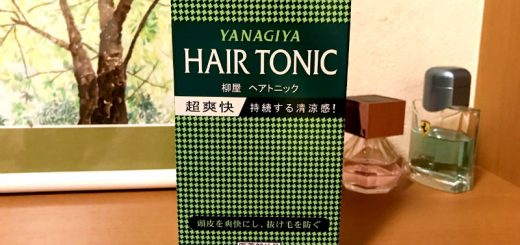 YANAGIYA
HAIR TONIC
柳屋 ヘアトニック
超爽快 持続する清涼感!
頭皮を爽快にし、抜け毛を防ぐ